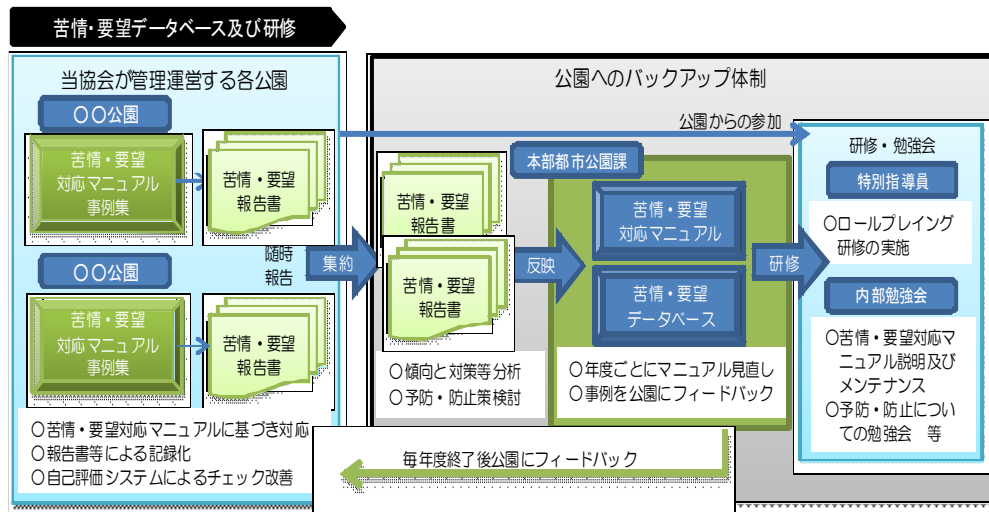 苦情・要望データベース及び研修
当協会が管理運営する各公園
〇〇公園
苦情・要望
対応マニュアル
事例集
苦情・要望
報告書
随時
報告
〇〇公園
苦情・要望
対応マニュアル
事例集
苦情・要望
報告書
〇苦情・要望対応マニュアルに基づき対応
〇報告書等による記録化
〇自己評価システムによるチェック改善
集約
公園へのバックアップ体制
公園からの参加
苦情・要望
報告書
苦情・要望
報告書
〇傾向と対策等分析
〇予防・防止策検討
反映
本部都市公園課
苦情・要望
対応マニュアル
苦情・要望
データベース
〇年度ごとにマニュアル見直し
〇事例を公園にフィードバック
研修
研修・勉強会
特別指導員
〇ロールプレイング
研修の実施
内部勉強会
〇苦情・要望対応マ
ニュアル説明及び
メンテナンス
〇予防・防止につい
ての勉強会　等
毎年度終了後公園にフィードバック